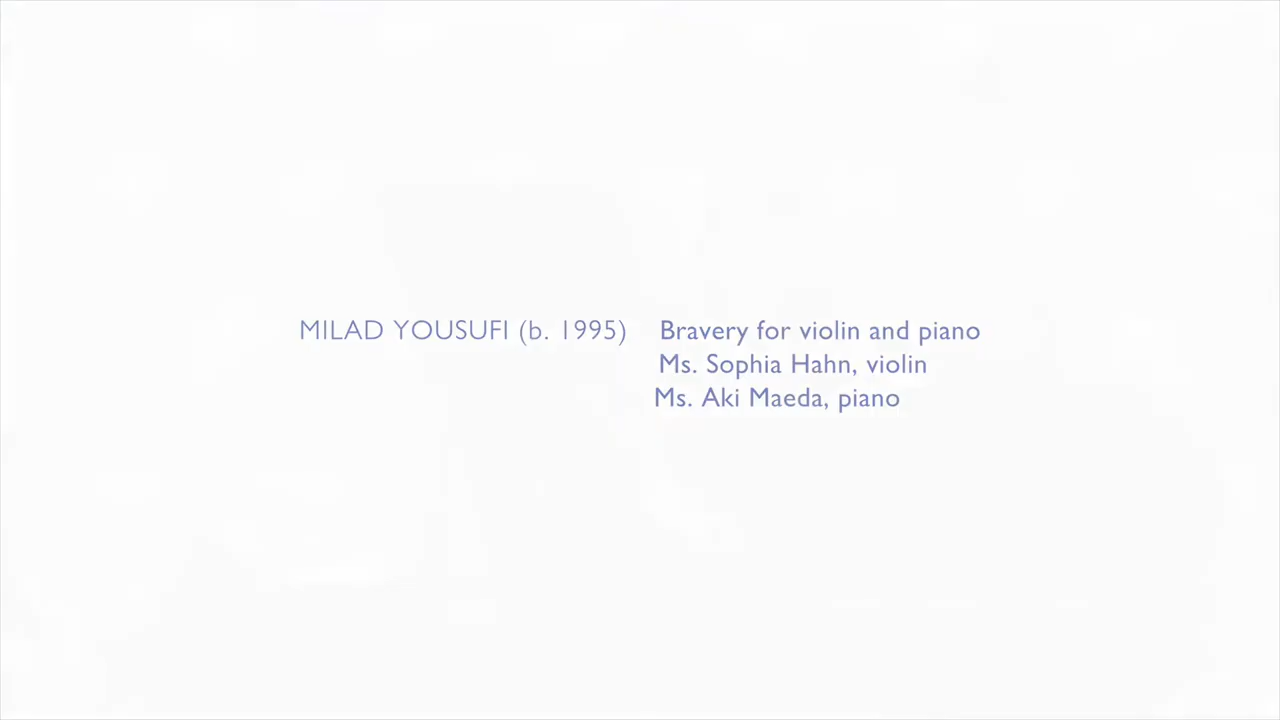 MILAD YOUSUFI (b. 1995) Bravery for violin and piano
Ms. Sophia Hahn, violin
Ms. Aki Maeda, piano